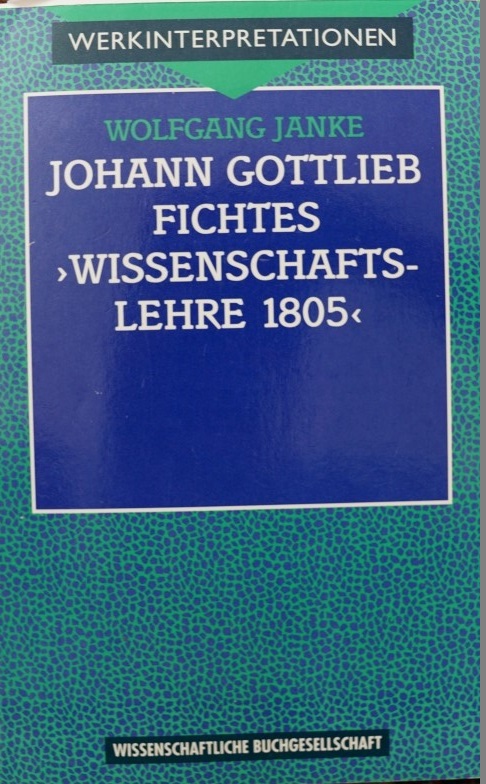 WERKINTERPRETATIONEN
WOLFGANG JANKE
JOHANN GOTTLIEB
FICHTES
›WISSENSCHAFTS-
LEHRE 1805‹
WISSENSCHAFTLICHE BUCHGESELLSCHAFT